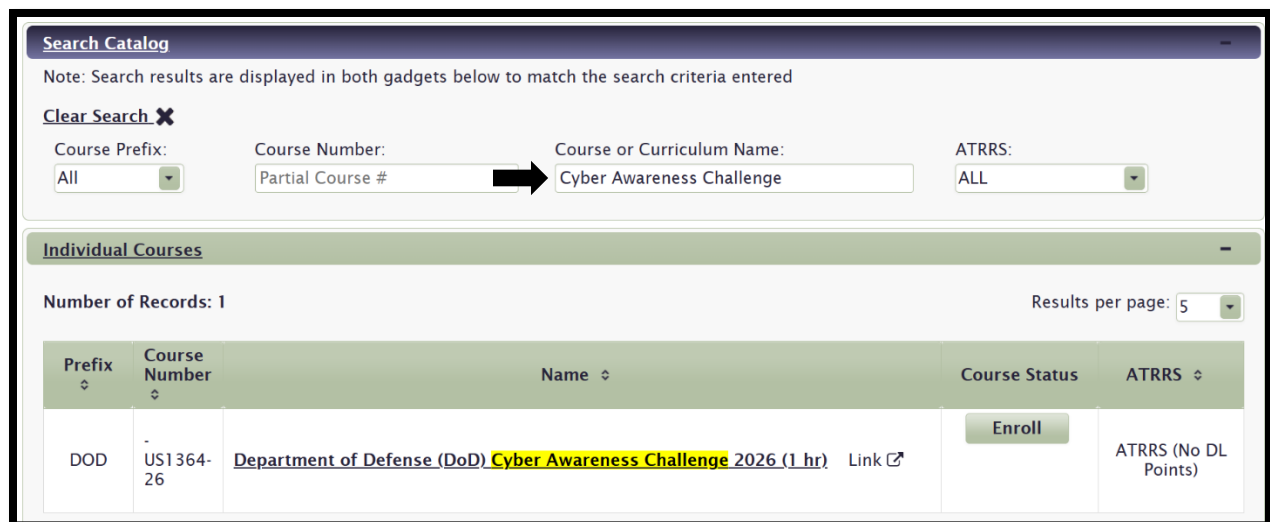 Search Catalog
Note: Search results are displayed in both gadgets below to match the search criteria entered
Clear Search
Course Prefix: Course Number: Course or Curriculum Name: ATRRS:
All Partial Course # Cyber Awareness Challenge ALL
Individual Courses
Number of Records: 1 Results per page: 5
Prefix Course Number Name Course Status ATRRS
DOD -US1364-26 Department of Defense (DoD) Cyber Awareness Challenge 2026 (1 hr) Link Enroll ATRRS (No DL Points)